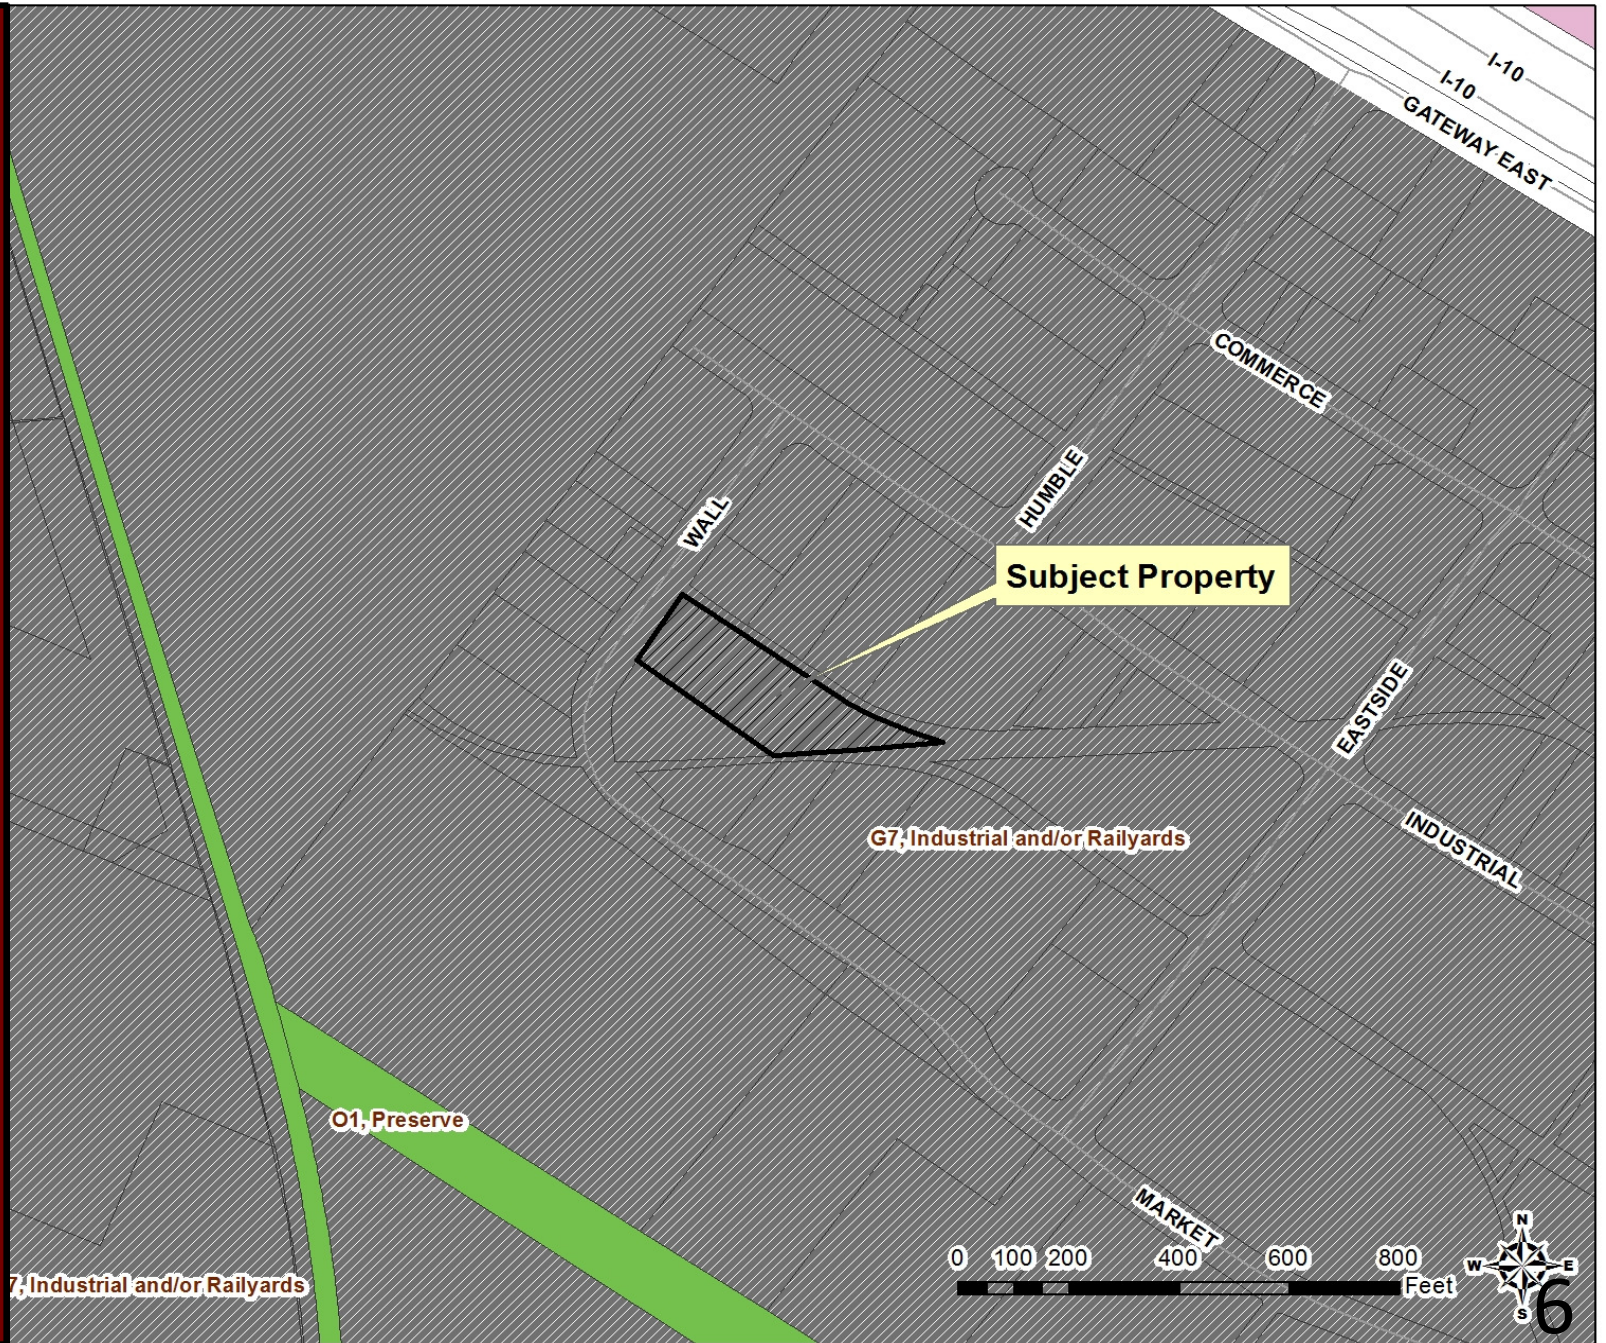 I-10
I-10
GATEWAY EAST
COMMERCE
HUMBLE
WALL
Subject Property
EASTSIDE
INDUSTRIAL
G7, Industrial and/or Railyards
O1, Preserve
MARKET
7, Industrial and/or Railyards
0 100 200 400 600 800
Feet
N
W E
S
6